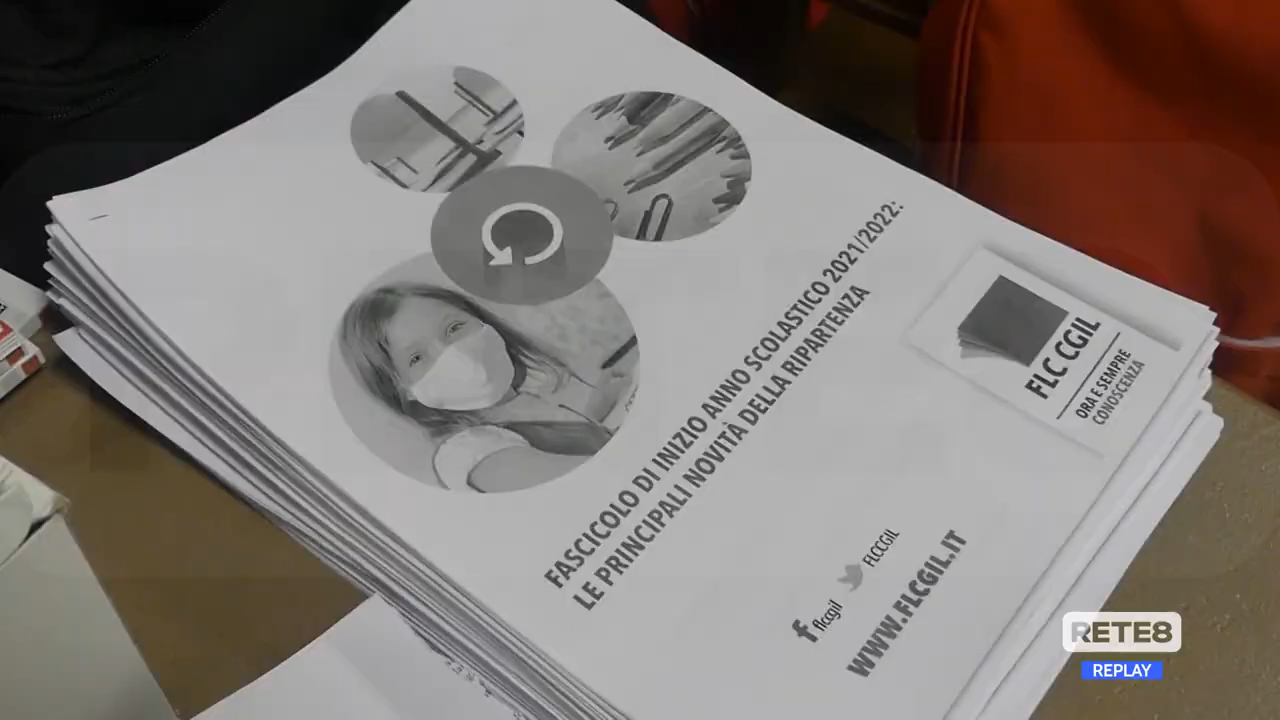 FASCICOLO DI INIZIO ANNO SCOLASTICO 2021/2022:
LE PRINCIPALI NOVITÀ DELLA RIPARTENZA
FLC CGIL
ORA E SEMPRE
CONOSCENZA
FLCCGIL
flccgil
WWW.FLCGIL.IT
RETE8
REPLAY